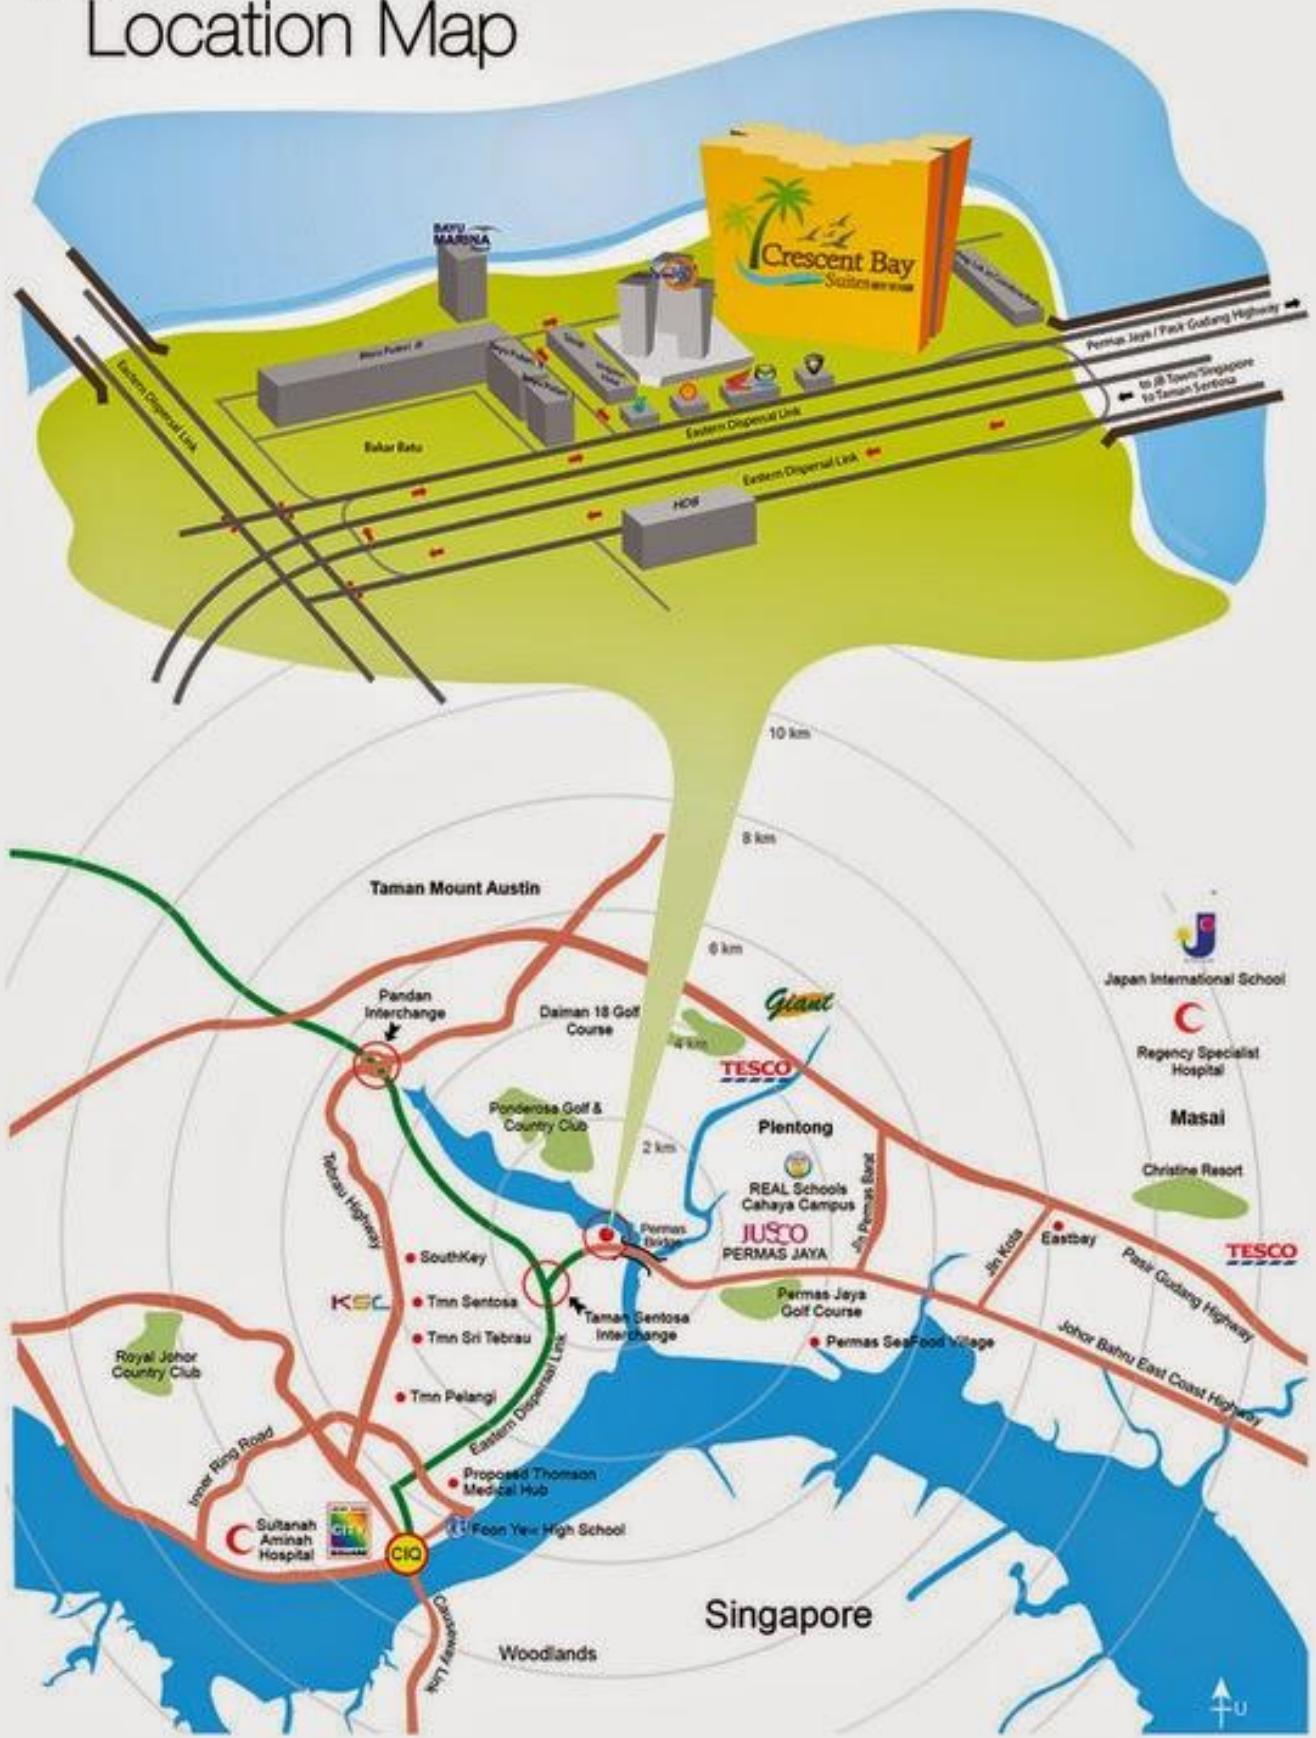 Location Map
BAYU
MARINA
Crescent Bay
Suites
Permas Jaya / Pasir Gudang Highway
to JB Town/Singapore
to Taman Sentosa
Eastern Dispersal Link
Bakar Batu
Eastern Dispersal Link
Eastern Dispersal Link
HDB
10 km
8 km
Taman Mount Austin
6 km
Japan International School
Pandan
Interchange
Daiman 18 Golf
Course
Giant
4 km
TESCO
Regency Specialist
Hospital
Ponderosa Golf &
Country Club
Plentong
Masai
2 km
Christine Resort
REAL Schools
Cahaya Campus
Jln Permas Barat
Tebrau Highway
Permas
Bridge
JUSCO
PERMAS JAYA
Eastbay
Jln Kota
Pasir Gudang Highway
TESCO
SouthKey
KSL
Tmn Sentosa
Taman Sentosa
Interchange
Permas Jaya
Golf Course
Tmn Sri Tebrau
Permas SeaFood Village
Johor Bahru East Coast Highway
Royal Johor
Country Club
Tmn Pelangi
Eastern Dispersal Link
Inner Ring Road
Proposed Thomson
Medical Hub
Sultanah
Aminah
Hospital
CITY
SQUARE
Foon Yew High School
CIQ
Causeway Link
Singapore
Woodlands
U